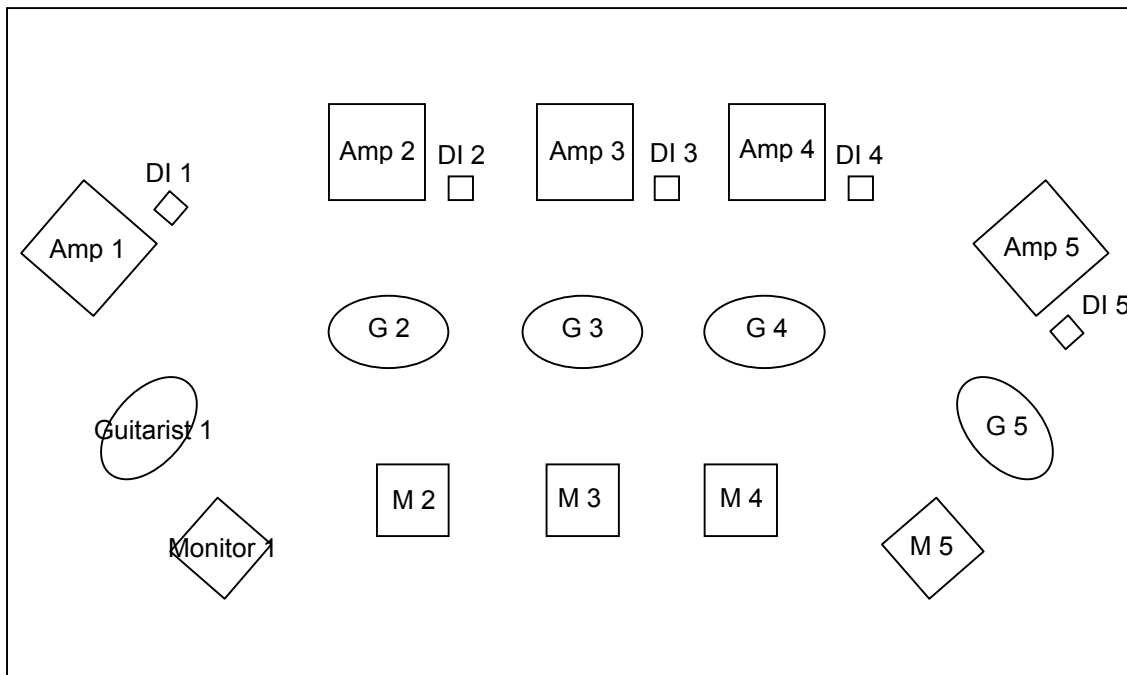 Amp 2
DI 2
Amp 3
DI 3
Amp 4
DI 4
DI 1
Amp 1
Amp 5
DI 5
G 2
G 3
G 4
Guitarist 1
G 5
M 2
M 3
M 4
Monitor 1
M 5